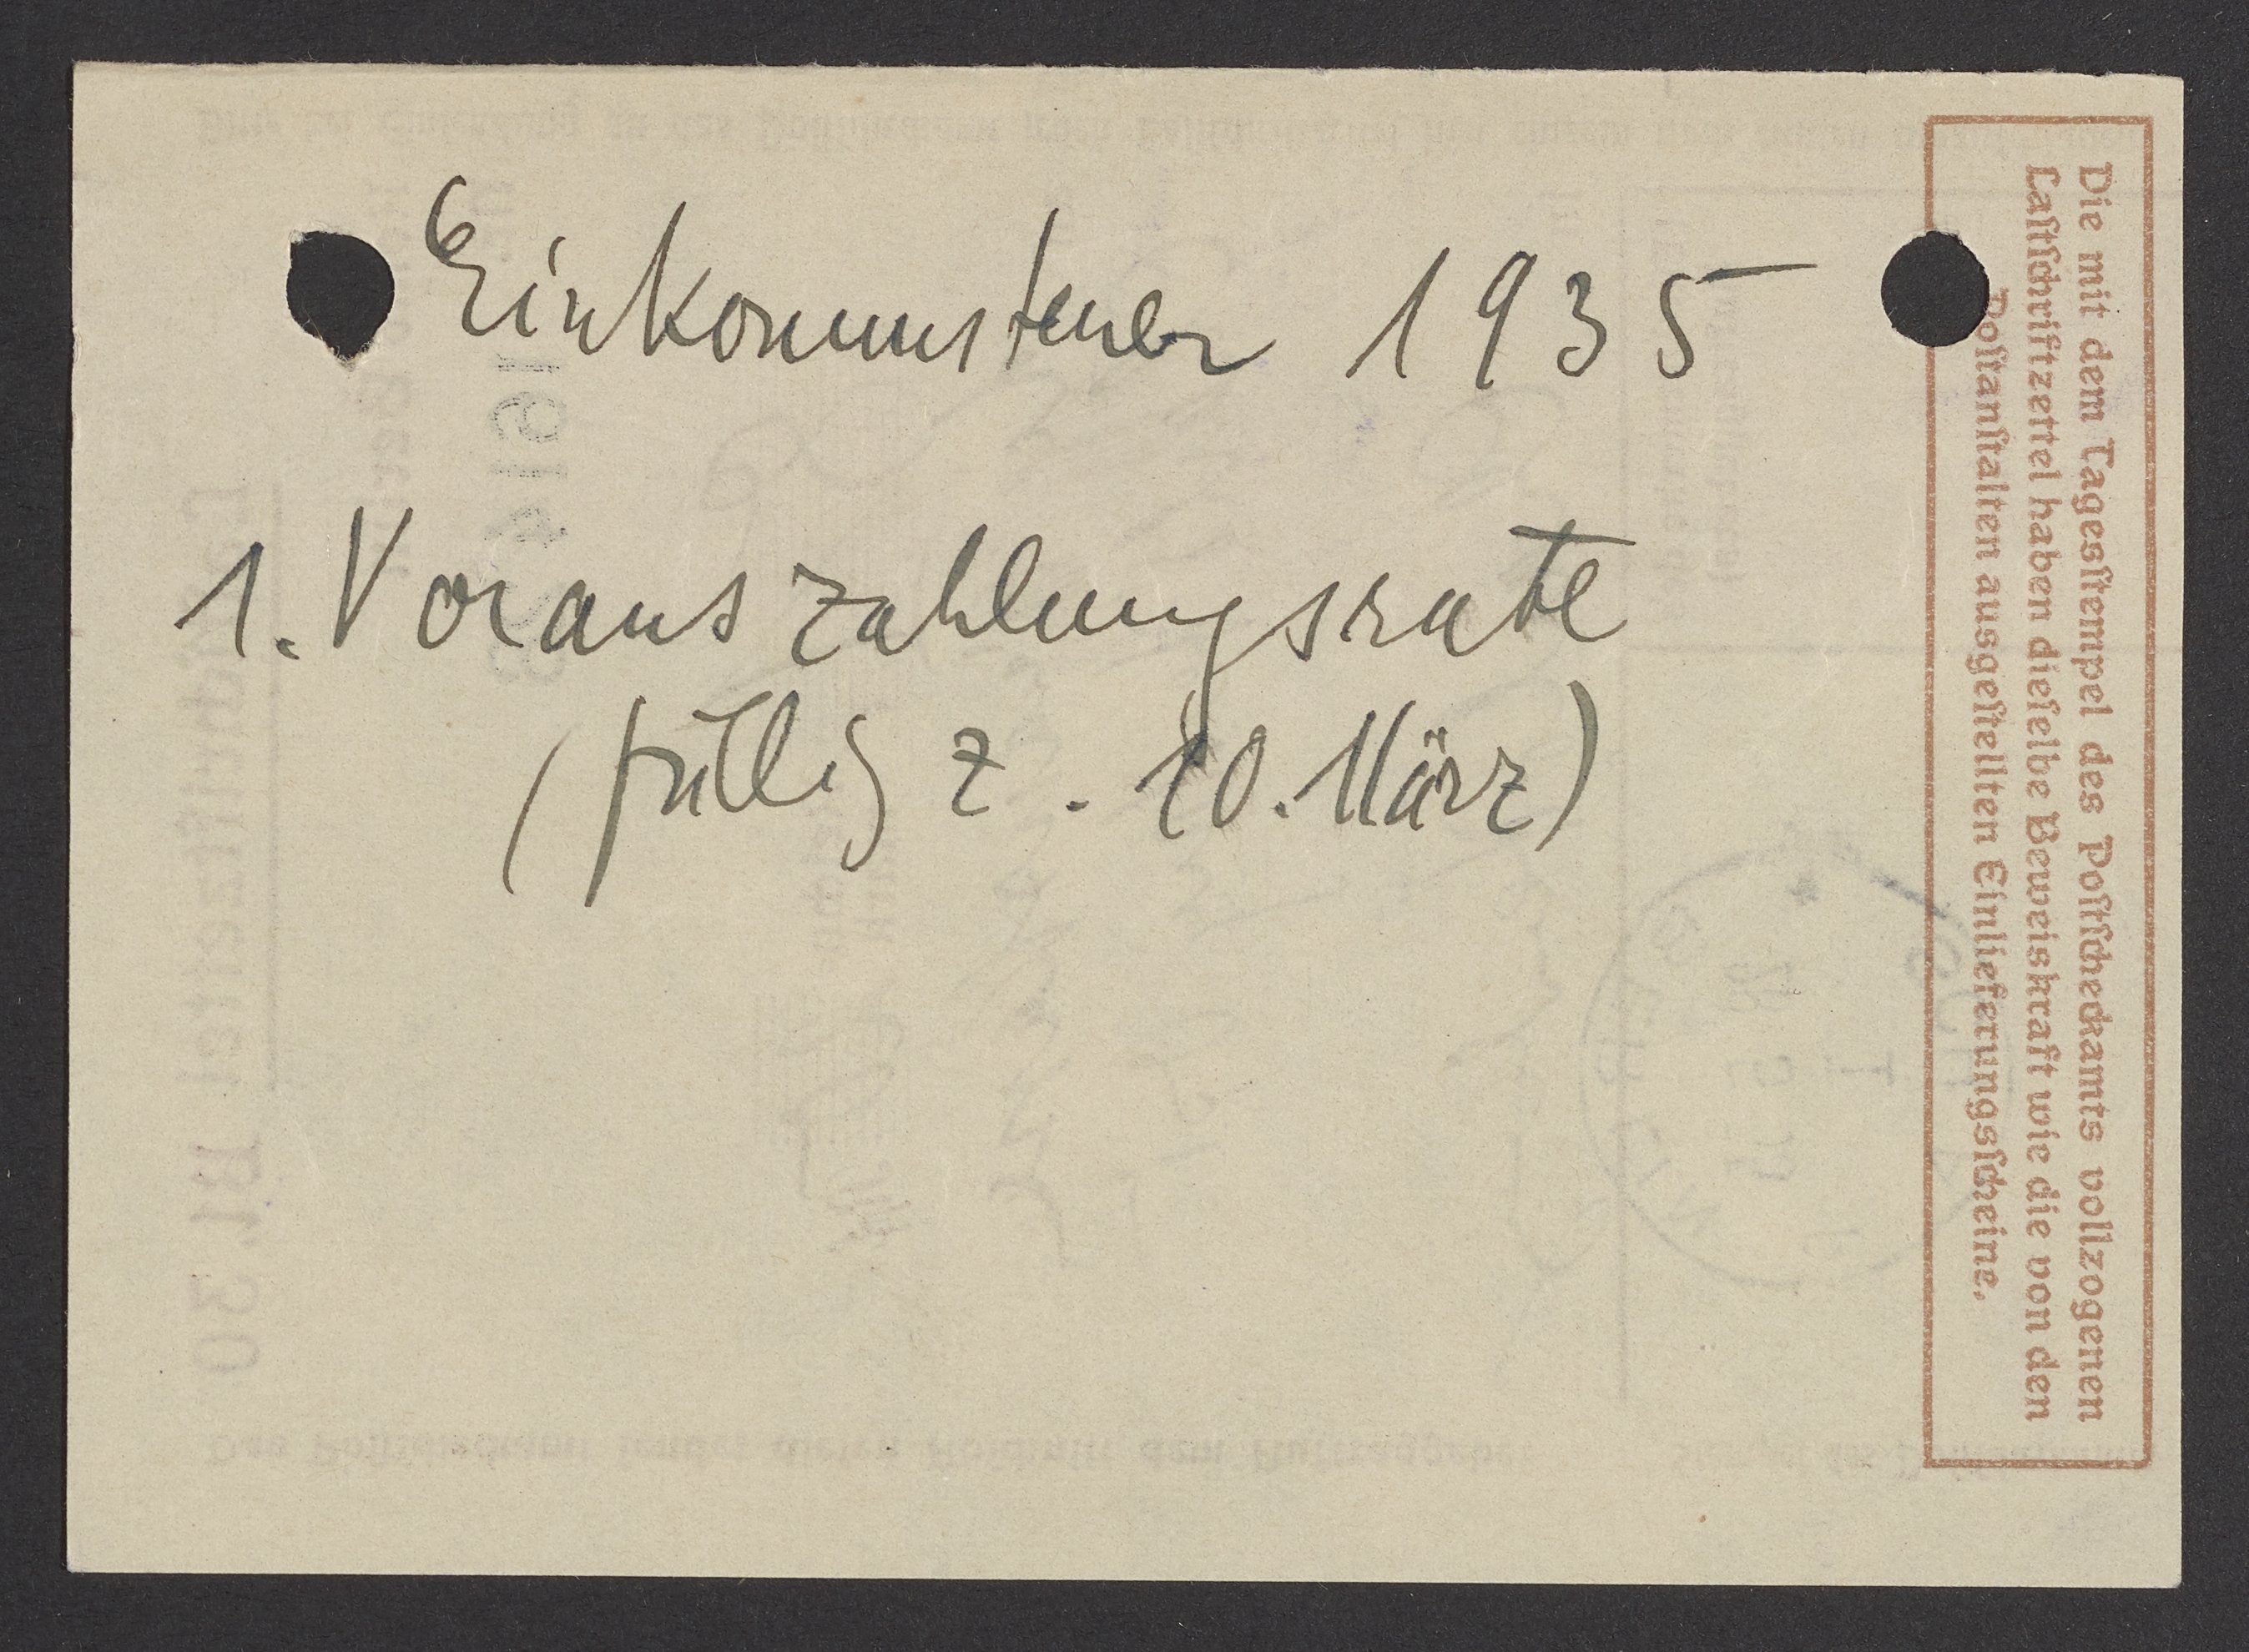 Einkommsteuer 1935
1. Vorauszahlungsrate
(fällig z. 10. März)
Die mit dem Tagesſtempel des Poſtſcheckamts vollzogenen
Laſtſchriftzettel haben dieſelbe Beweiskraft wie die von den
Poſtanſtalten ausgeſtellten Einlieferungsſcheine.